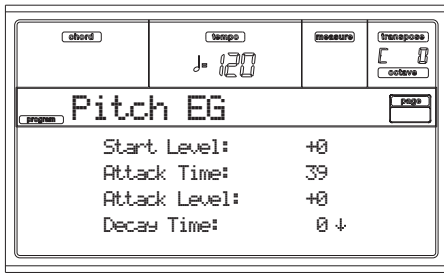 chord tempo measure transpose
♩= 120 C 0
octave
program Pitch EG page
Start Level: +0
Attack Time: 39
Attack Level: +0
Decay Time: 0 ↓